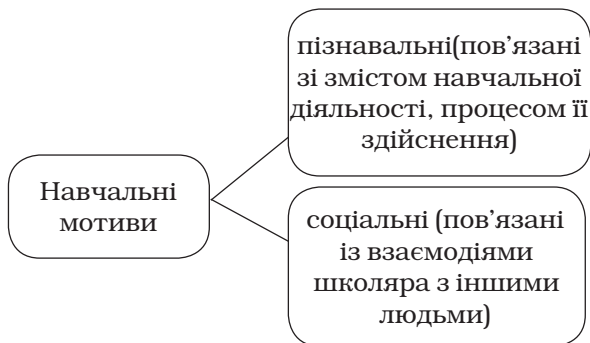 пізнавальні(пов’язані
зі змістом навчальної
діяльності, процесом її
здійснення)
Навчальні
мотиви
соціальні (пов’язані
із взаємодіями
школяра з іншими
людьми)